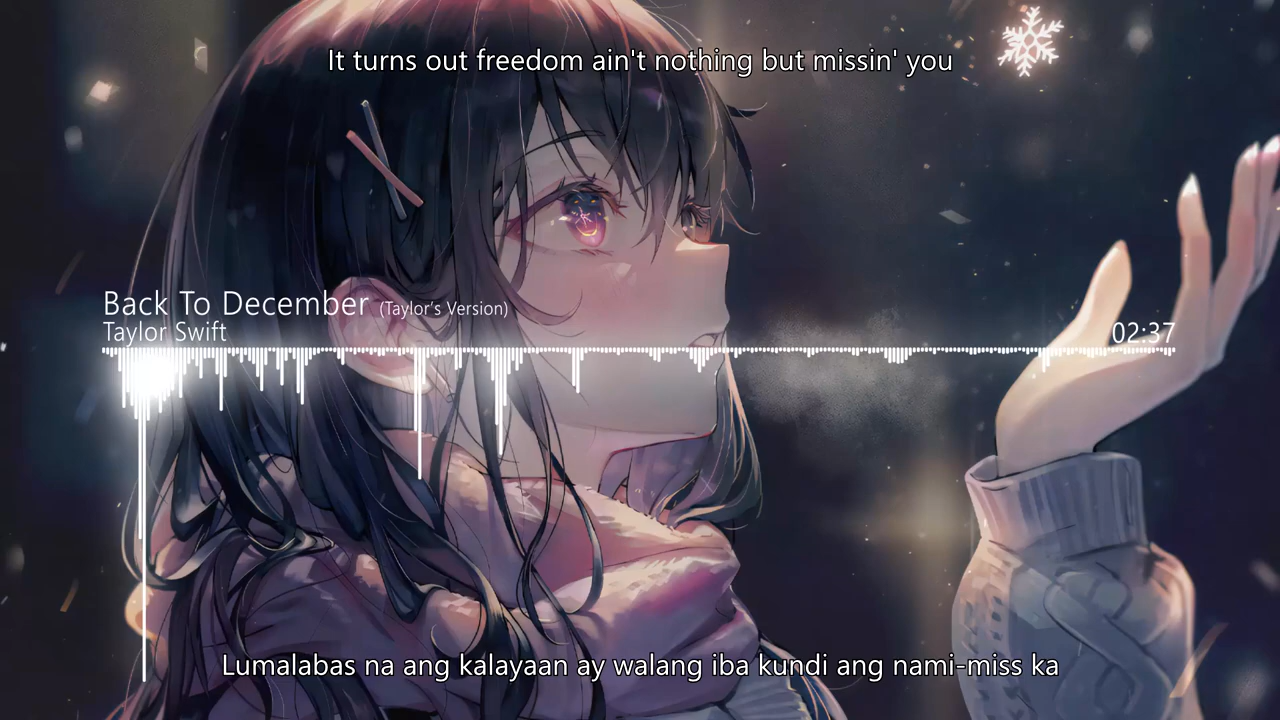 It turns out freedom ain't nothing but missin' you
Back To December (Taylor’s Version)
Taylor Swift
02:37
Lumalabas na ang kalayaan ay walang iba kundi ang nami-miss ka